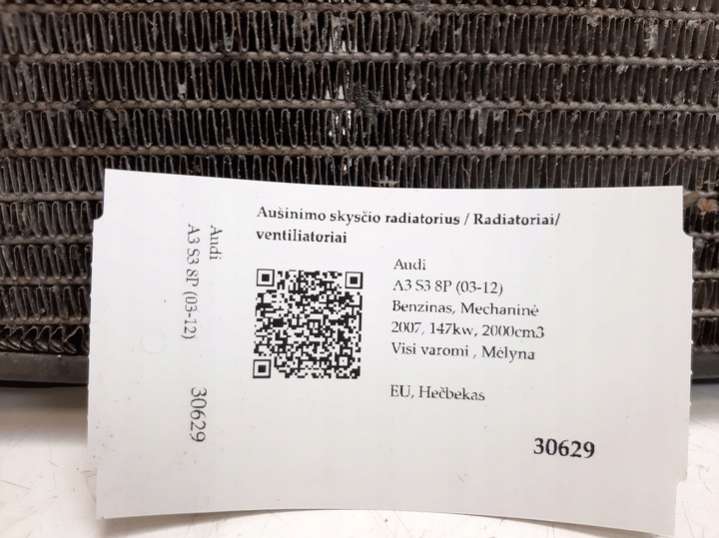 Aušinimo skysčio radiatorius / Radiatoriai/
ventiliatoriai
Audi
A3 S3 8P (03-12)
Benzinas, Mechaninė
2007, 147kw, 2000cm3
Visi varomi , Mėlyna
EU, Hečbekas
30629
Audi
A3 S3 8P (03-12)
30629